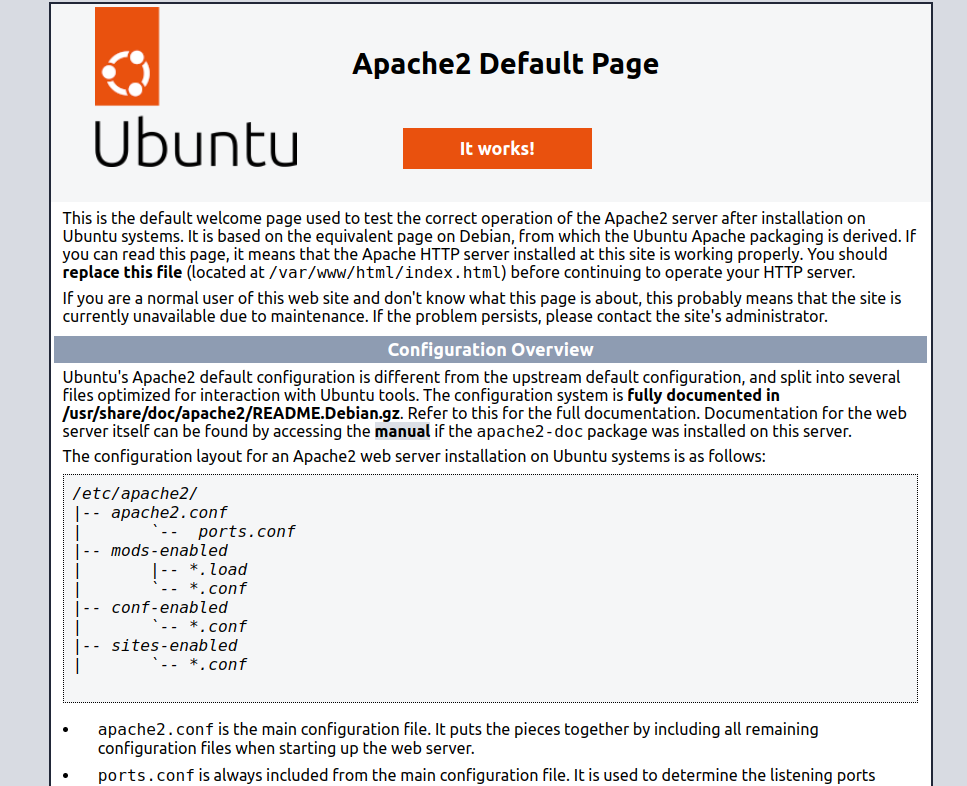 Apache2 Default Page
Ubuntu
It works!
This is the default welcome page used to test the correct operation of the Apache2 server after installation on
Ubuntu systems. It is based on the equivalent page on Debian, from which the Ubuntu Apache packaging is derived. If
you can read this page, it means that the Apache HTTP server installed at this site is working properly. You should
replace this file (located at /var/www/html/index.html) before continuing to operate your HTTP server.
If you are a normal user of this web site and don't know what this page is about, this probably means that the site is
currently unavailable due to maintenance. If the problem persists, please contact the site's administrator.
Configuration Overview
Ubuntu's Apache2 default configuration is different from the upstream default configuration, and split into several
files optimized for interaction with Ubuntu tools. The configuration system is fully documented in
/usr/share/doc/apache2/README.Debian.gz. Refer to this for the full documentation. Documentation for the web
server itself can be found by accessing the manual if the apache2-doc package was installed on this server.
The configuration layout for an Apache2 web server installation on Ubuntu systems is as follows:
/etc/apache2/
|-- apache2.conf
|       `--  ports.conf
|-- mods-enabled
|       |-- *.load
|       `-- *.conf
|-- conf-enabled
|       `-- *.conf
|-- sites-enabled
|       `-- *.conf
• apache2.conf is the main configuration file. It puts the pieces together by including all remaining
configuration files when starting up the web server.
• ports.conf is always included from the main configuration file. It is used to determine the listening ports